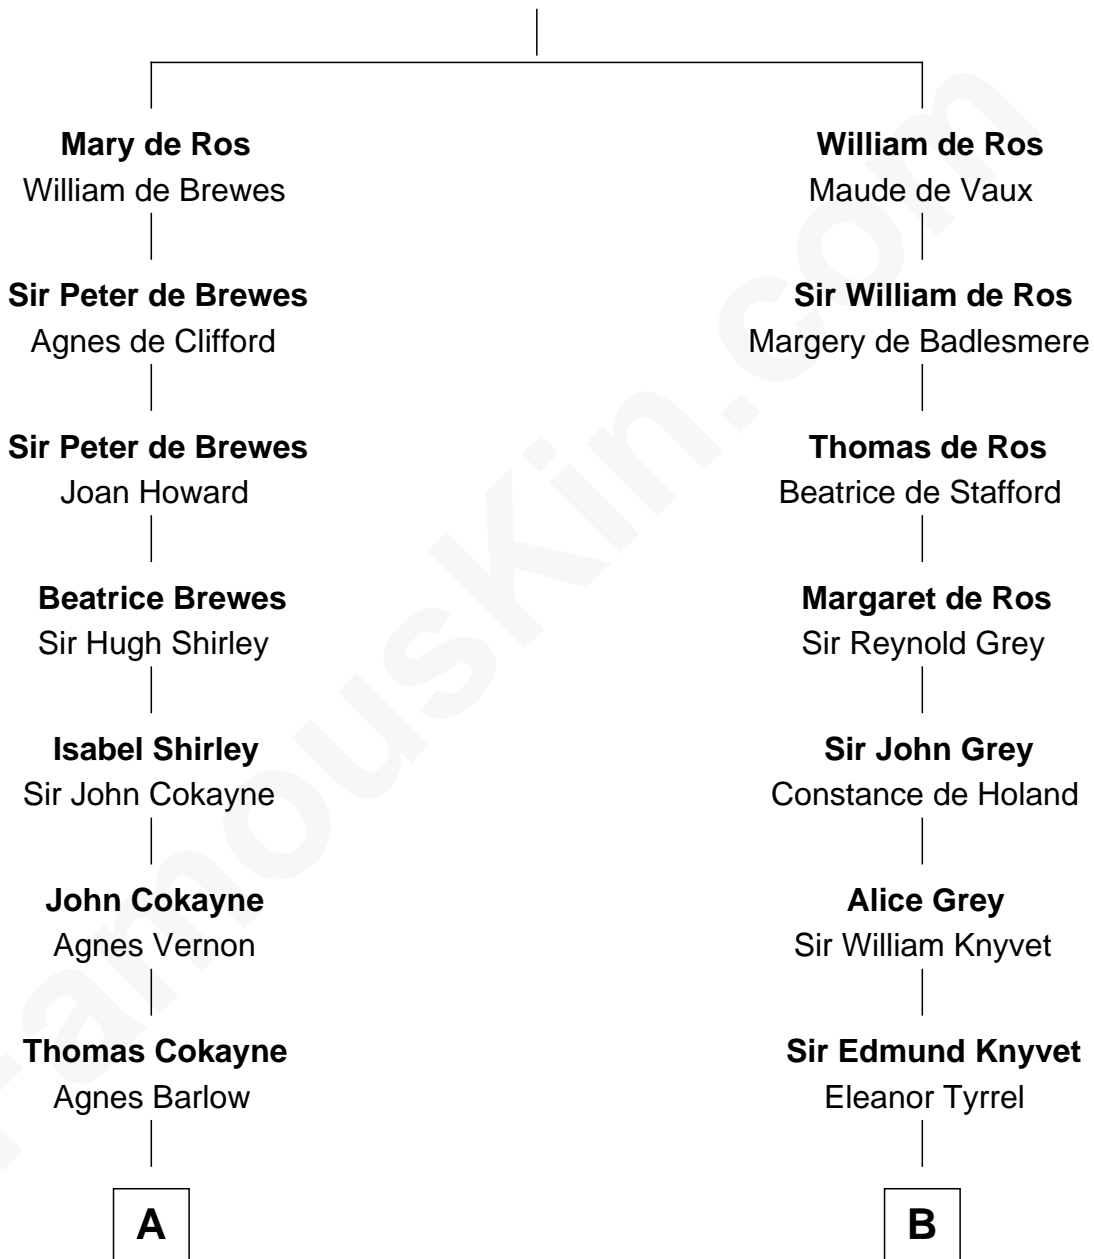 Mary de Ros
William de Brewes
Sir Peter de Brewes
Agnes de Clifford
Sir Peter de Brewes
Joan Howard
Beatrice Brewes
Sir Hugh Shirley
Isabel Shirley
Sir John Cokayne
John Cokayne
Agnes Vernon
Thomas Cokayne
Agnes Barlow
A
William de Ros
Maude de Vaux
Sir William de Ros
Margery de Badlesmere
Thomas de Ros
Beatrice de Stafford
Margaret de Ros
Sir Reynold Grey
Sir John Grey
Constance de Holand
Alice Grey
Sir William Knyvet
Sir Edmund Knyvet
Eleanor Tyrrel
B
FamousKin.com